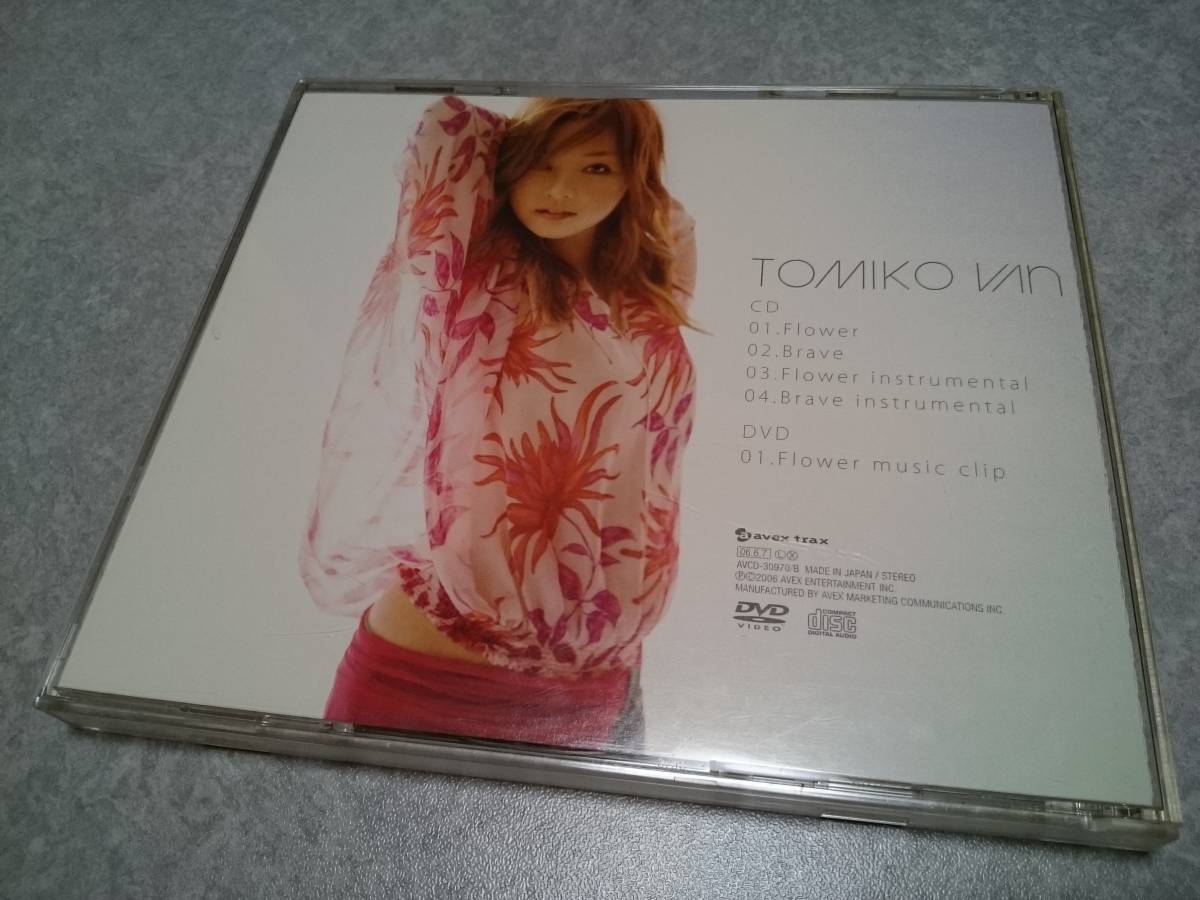 TOMIKO VAN
CD
01.Flower
02.Brave
03.Flower instrumental
04.Brave instrumental
DVD
01.Flower music clip
avex trax
06.6.7 Ⓛ Ⓧ
AVCD-30970/B MADE IN JAPAN / STEREO
ⓅⒸ2006 AVEX ENTERTAINMENT INC.
MANUFACTURED BY AVEX MARKETING COMMUNICATIONS INC.
DVD VIDEO
COMPACT disc DIGITAL AUDIO